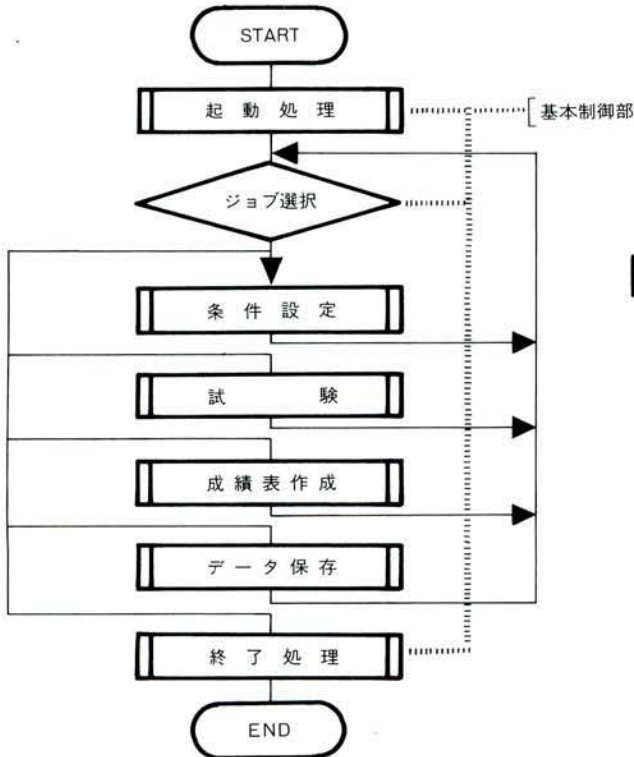 START
起動処理
基本制御部
ジョブ選択
条件設定
試験
成績表作成
データ保存
終了処理
END